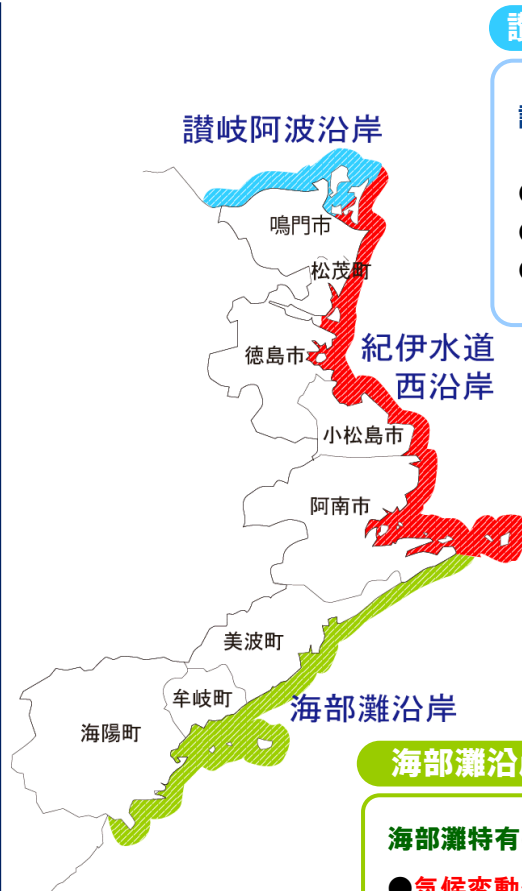 讃岐阿波沿岸
鳴門市
松茂町
徳島市
紀伊水道
西沿岸
小松島市
阿南市
美波町
牟岐町
海部灘沿岸
海陽町
海部灘沿
海部灘特有
●気候変動